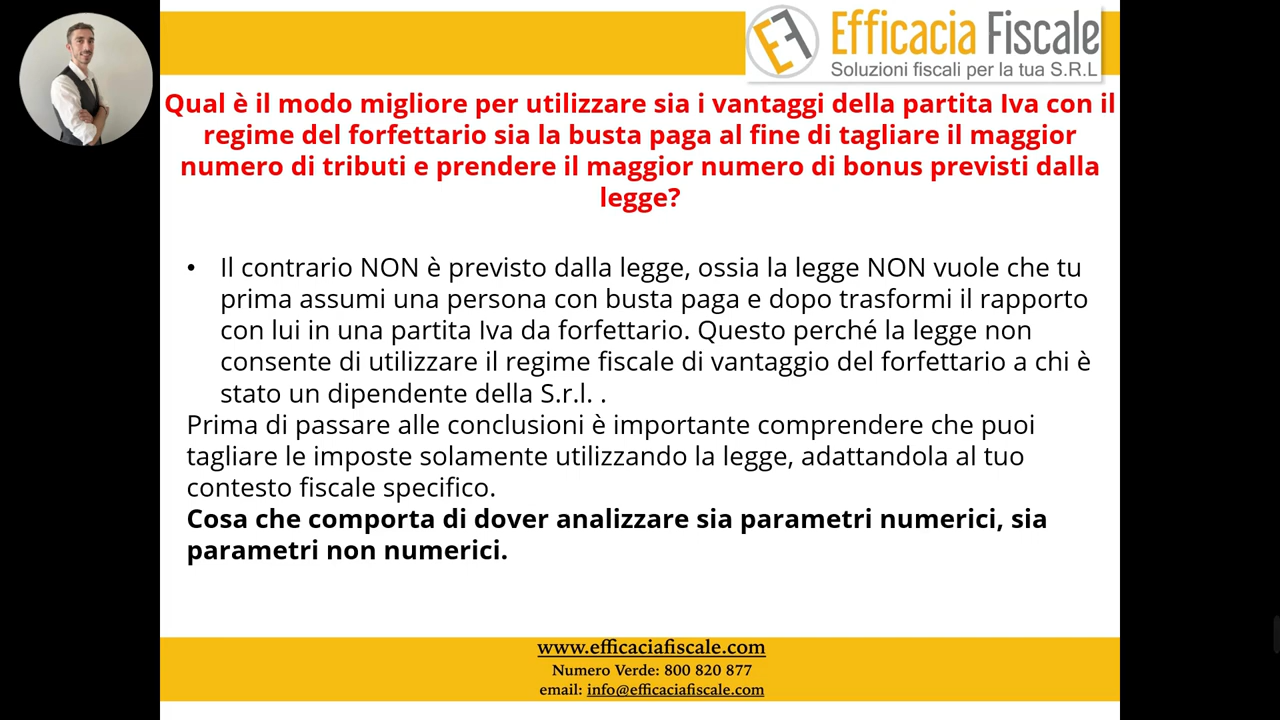 Efficacia Fiscale
Soluzioni fiscali per la tua S.R.L
Qual è il modo migliore per utilizzare sia i vantaggi della partita Iva con il
regime del forfettario sia la busta paga al fine di tagliare il maggior
numero di tributi e prendere il maggior numero di bonus previsti dalla
legge?
• Il contrario NON è previsto dalla legge, ossia la legge NON vuole che tu
prima assumi una persona con busta paga e dopo trasformi il rapporto
con lui in una partita Iva da forfettario. Questo perché la legge non
consente di utilizzare il regime fiscale di vantaggio del forfettario a chi è
stato un dipendente della S.r.l. .
Prima di passare alle conclusioni è importante comprendere che puoi
tagliare le imposte solamente utilizzando la legge, adattandola al tuo
contesto fiscale specifico.
Cosa che comporta di dover analizzare sia parametri numerici, sia
parametri non numerici.
www.efficaciafiscale.com
Numero Verde: 800 820 877
email: info@efficaciafiscale.com